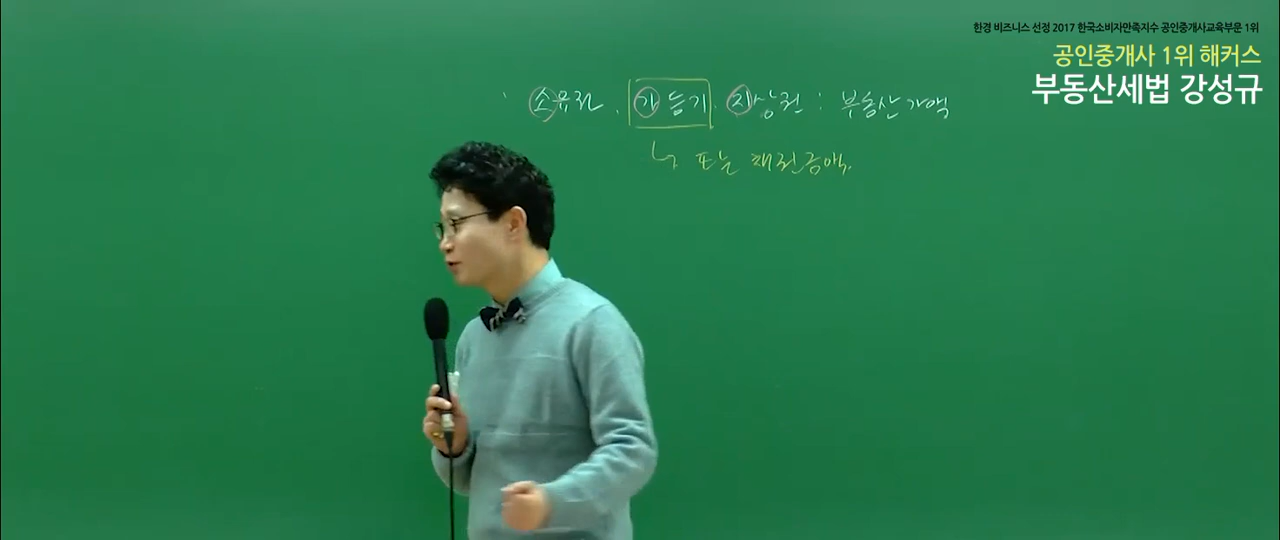 한경 비즈니스 선정 2017 한국소비자만족지수 공인중개사교육부문 1위
공인중개사 1위 해커스
부동산세법 강성규
소유권, 가등기, 지상권 : 부동산가액
↳ 또는 채권금액.